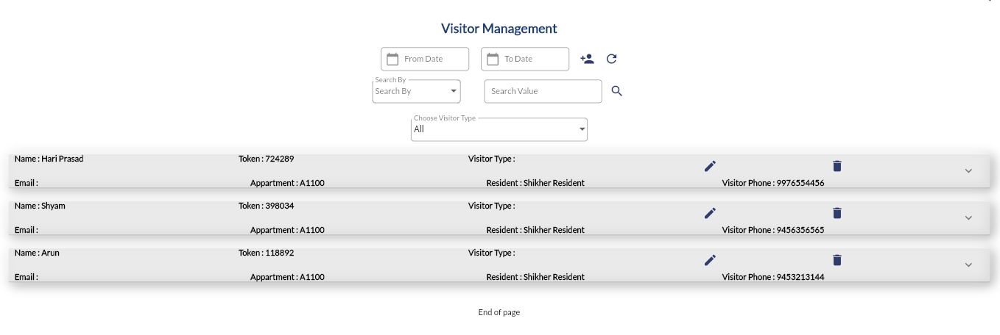 Visitor Management
From Date To Date
Search By
Search By Search Value
Choose Visitor Type
All
Name : Hari Prasad Token : 724289 Visitor Type :
Email : Appartment : A1100 Resident : Shikher Resident Visitor Phone : 9976554456
Name : Shyam Token : 398034 Visitor Type :
Email : Appartment : A1100 Resident : Shikher Resident Visitor Phone : 9456356565
Name : Arun Token : 118892 Visitor Type :
Email : Appartment : A1100 Resident : Shikher Resident Visitor Phone : 9453213144
End of page